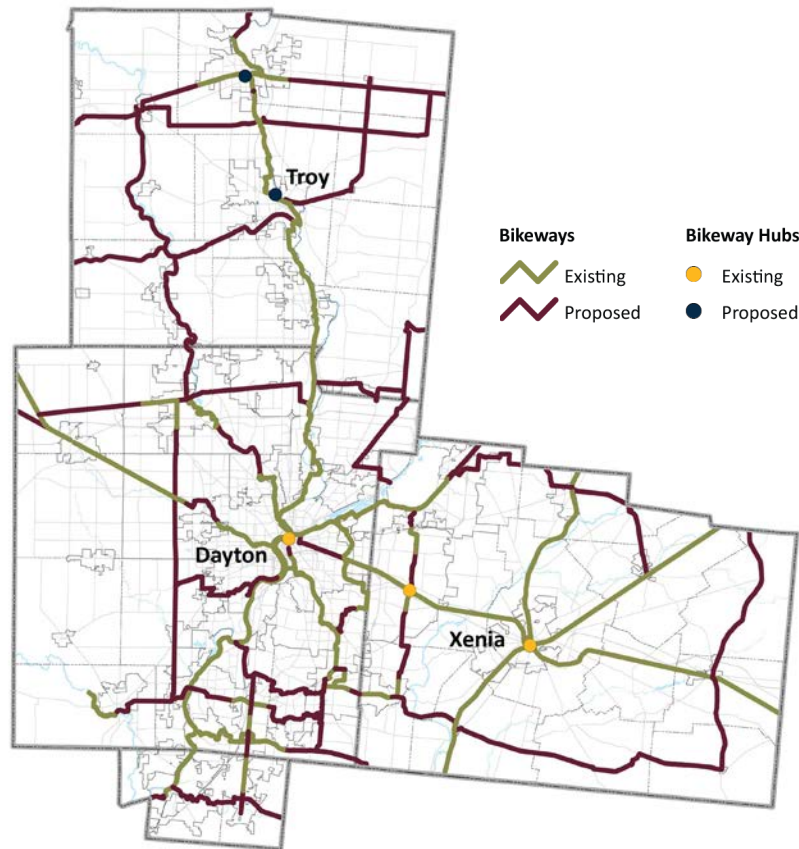 Troy
Bikeways
Bikeway Hubs
Existing
Existing
Proposed
Proposed
Dayton
Xenia